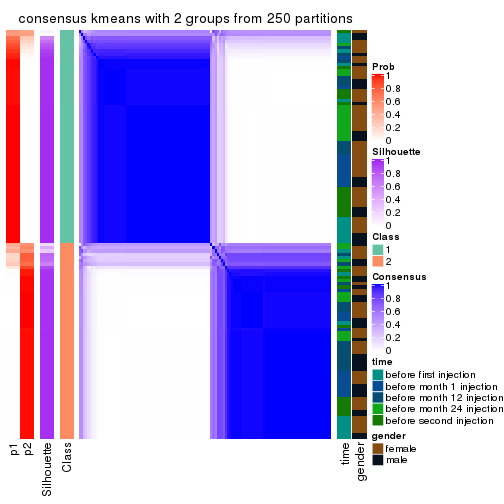 consensus kmeans with 2 groups from 250 partitions
Prob
1
0.8
0.6
0.4
0.2
0
Silhouette
1
0.8
0.6
0.4
0.2
0
Class
1
2
Consensus
1
0.8
0.6
0.4
0.2
0
time
before first injection
before month 1 injection
before month 12 injection
before month 24 injection
before second injection
gender
female
male
p1
p2
Silhouette
Class
time
gender